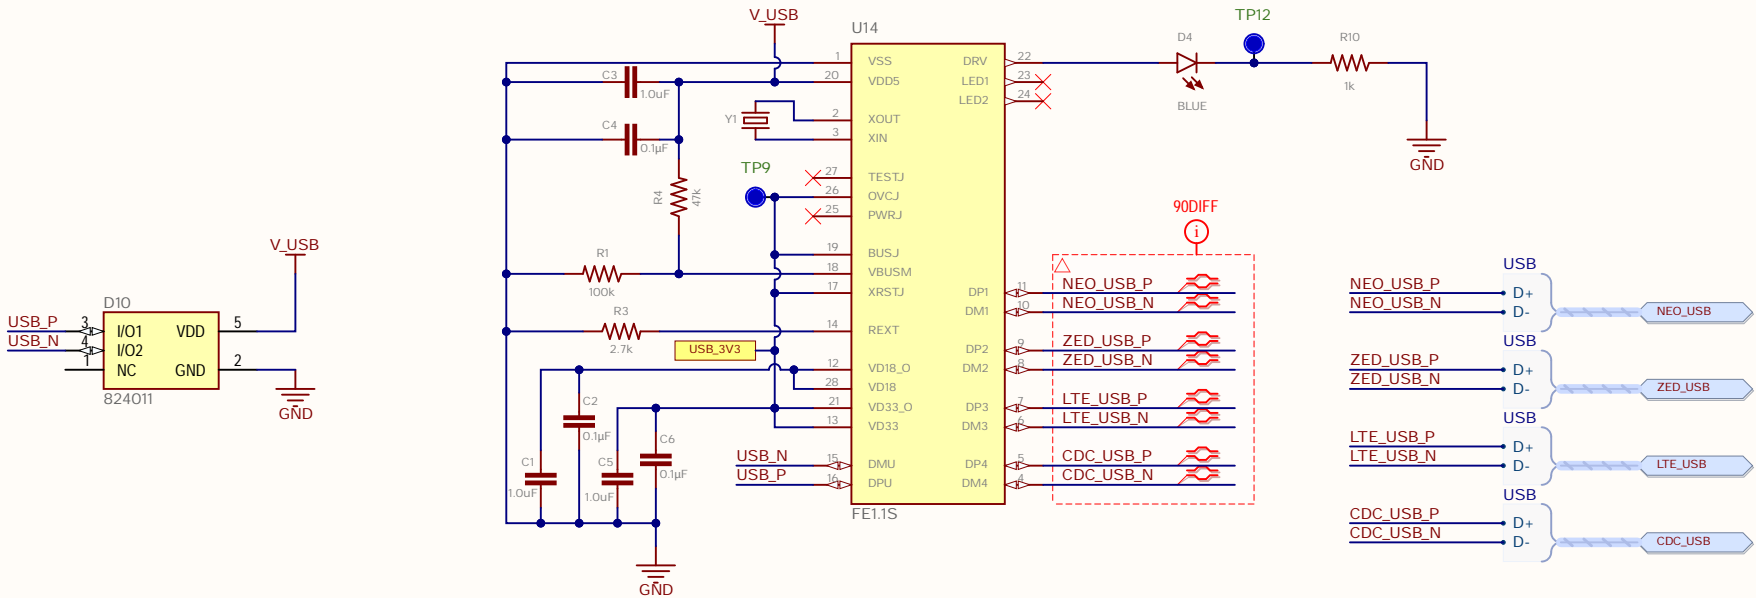 V_USB
D10
USB_P 3 I/O1 VDD 5
USB_N 4 I/O2
1 NC GND 2
824011
GND
V_USB
U14
1 VSS
20 VDD5
2 XOUT
3 XIN
27 TESTJ
26 OVCJ
25 PWRJ
19 BUSJ
18 VBUSM
17 XRSTJ
14 REXT
12 VD18_O
28 VD18
21 VD33_O
13 VD33
USB_N 15 DMU
USB_P 16 DPU
FE1.1S
C3
1.0uF
C4
0.1µF
Y1
TP9
R4
47k
R1
100k
R3
2.7k
USB_3V3
C2
0.1µF
C6
0.1µF
C1
1.0uF
C5
1.0uF
GND
DRV 22
LED1 23
LED2 24
D4
BLUE
TP12
R10
1k
GND
90DIFF
i
DP1 11 NEO_USB_P
DM1 10 NEO_USB_N
DP2 9 ZED_USB_P
DM2 8 ZED_USB_N
DP3 7 LTE_USB_P
DM3 6 LTE_USB_N
DP4 5 CDC_USB_P
DM4 4 CDC_USB_N
USB
NEO_USB_P D+
NEO_USB_N D-
NEO_USB
USB
ZED_USB_P D+
ZED_USB_N D-
ZED_USB
USB
LTE_USB_P D+
LTE_USB_N D-
LTE_USB
USB
CDC_USB_P D+
CDC_USB_N D-
CDC_USB